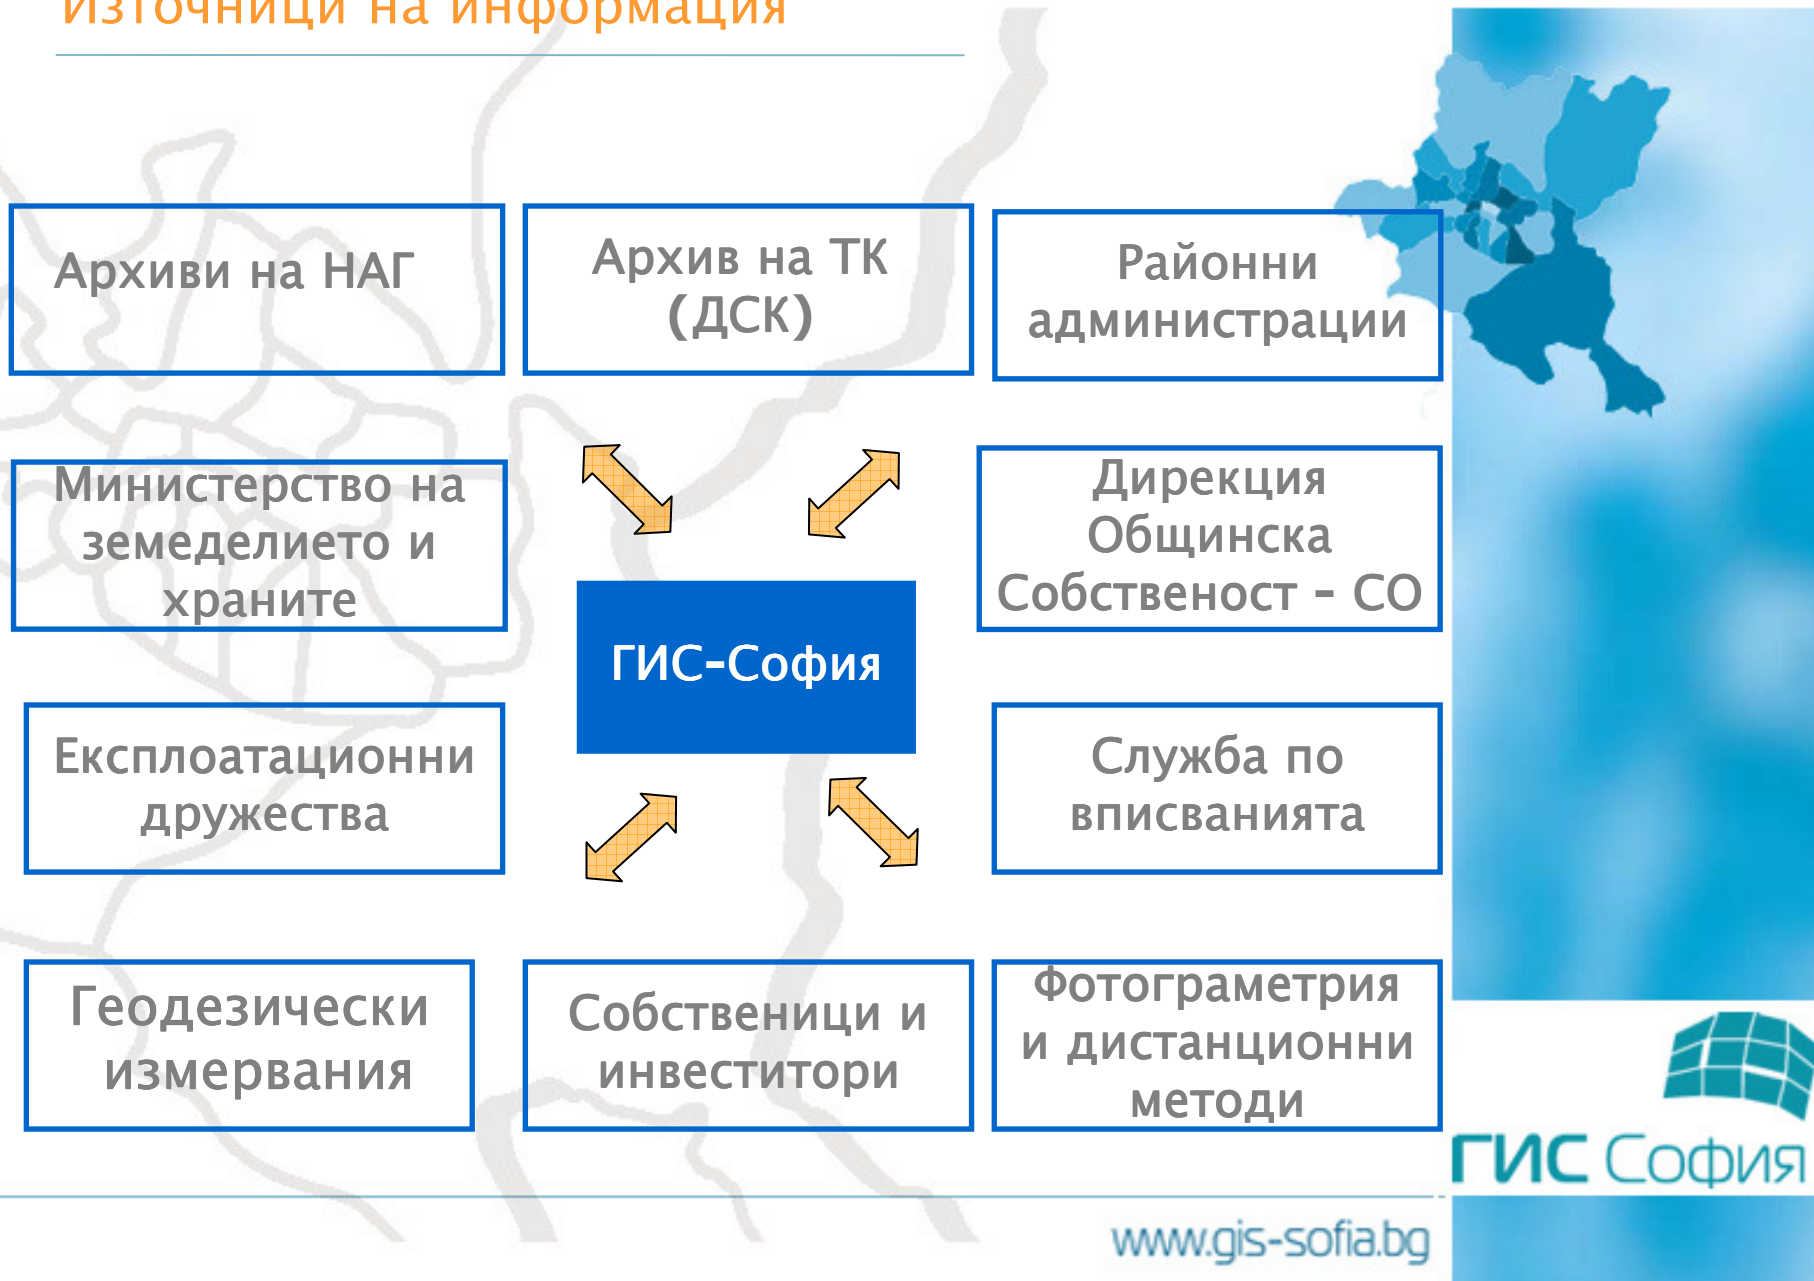 Източници на информация
Архиви на НАГ
Архив на ТК
(ДСК)
Районни
администрации
Министерство на
земеделието и
храните
Дирекция
Общинска
Собственост - СО
ГИС-София
Експлоатационни
дружества
Служба по
вписванията
Геодезически
измервания
Собственици и
инвеститори
Фотограметрия
и дистанционни
методи
ГИС София
www.gis-sofia.bg